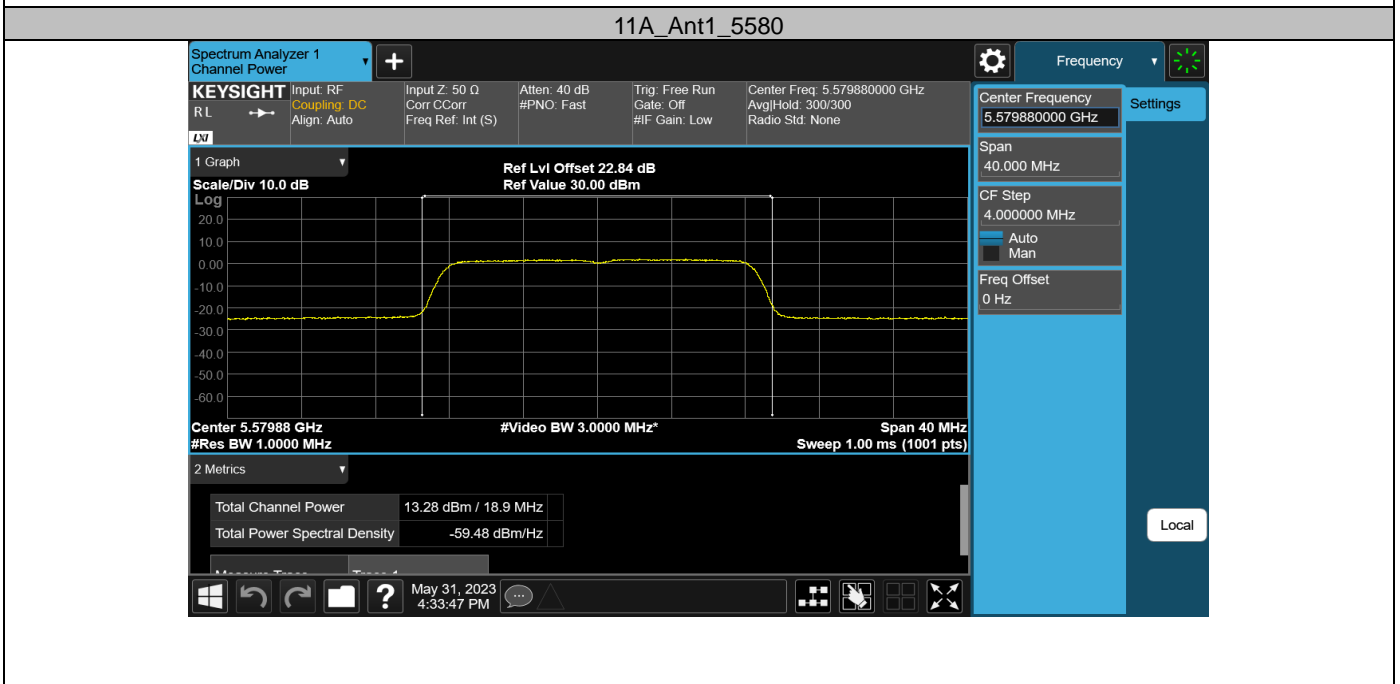 11A_Ant1_5580
Spectrum Analyzer 1
Channel Power
Frequency
KEYSIGHT
RL
LXI
Input: RF
Coupling: DC
Align: Auto
Input Z: 50 Ω
Corr CCorr
Freq Ref: Int (S)
Atten: 40 dB
#PNO: Fast
Trig: Free Run
Gate: Off
#IF Gain: Low
Center Freq: 5.579880000 GHz
Avg|Hold: 300/300
Radio Std: None
Center Frequency
5.579880000 GHz
Settings
Span
40.000 MHz
CF Step
4.000000 MHz
Auto
Man
Freq Offset
0 Hz
Local
1 Graph
Scale/Div 10.0 dB
Ref Lvl Offset 22.84 dB
Ref Value 30.00 dBm
Log
20.0
10.0
0.00
-10.0
-20.0
-30.0
-40.0
-50.0
-60.0
Center 5.57988 GHz
#Video BW 3.0000 MHz*
Span 40 MHz
#Res BW 1.0000 MHz
Sweep 1.00 ms (1001 pts)
2 Metrics
Total Channel Power 13.28 dBm / 18.9 MHz
Total Power Spectral Density -59.48 dBm/Hz
May 31, 2023
4:33:47 PM